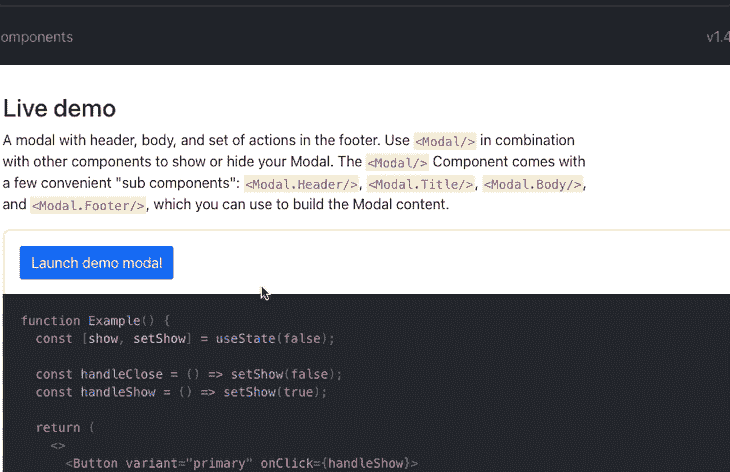 omponents
v1.4
Live demo
A modal with header, body, and set of actions in the footer. Use <Modal/> in combination
with other components to show or hide your Modal. The <Modal/> Component comes with
a few convenient "sub components": <Modal.Header/>, <Modal.Title/>, <Modal.Body/>,
and <Modal.Footer/>, which you can use to build the Modal content.
Launch demo modal
function Example() {
const [show, setShow] = useState(false);
const handleClose = () => setShow(false);
const handleShow = () => setShow(true);
return (
<>
<Button variant="primary" onClick={handleShow}>